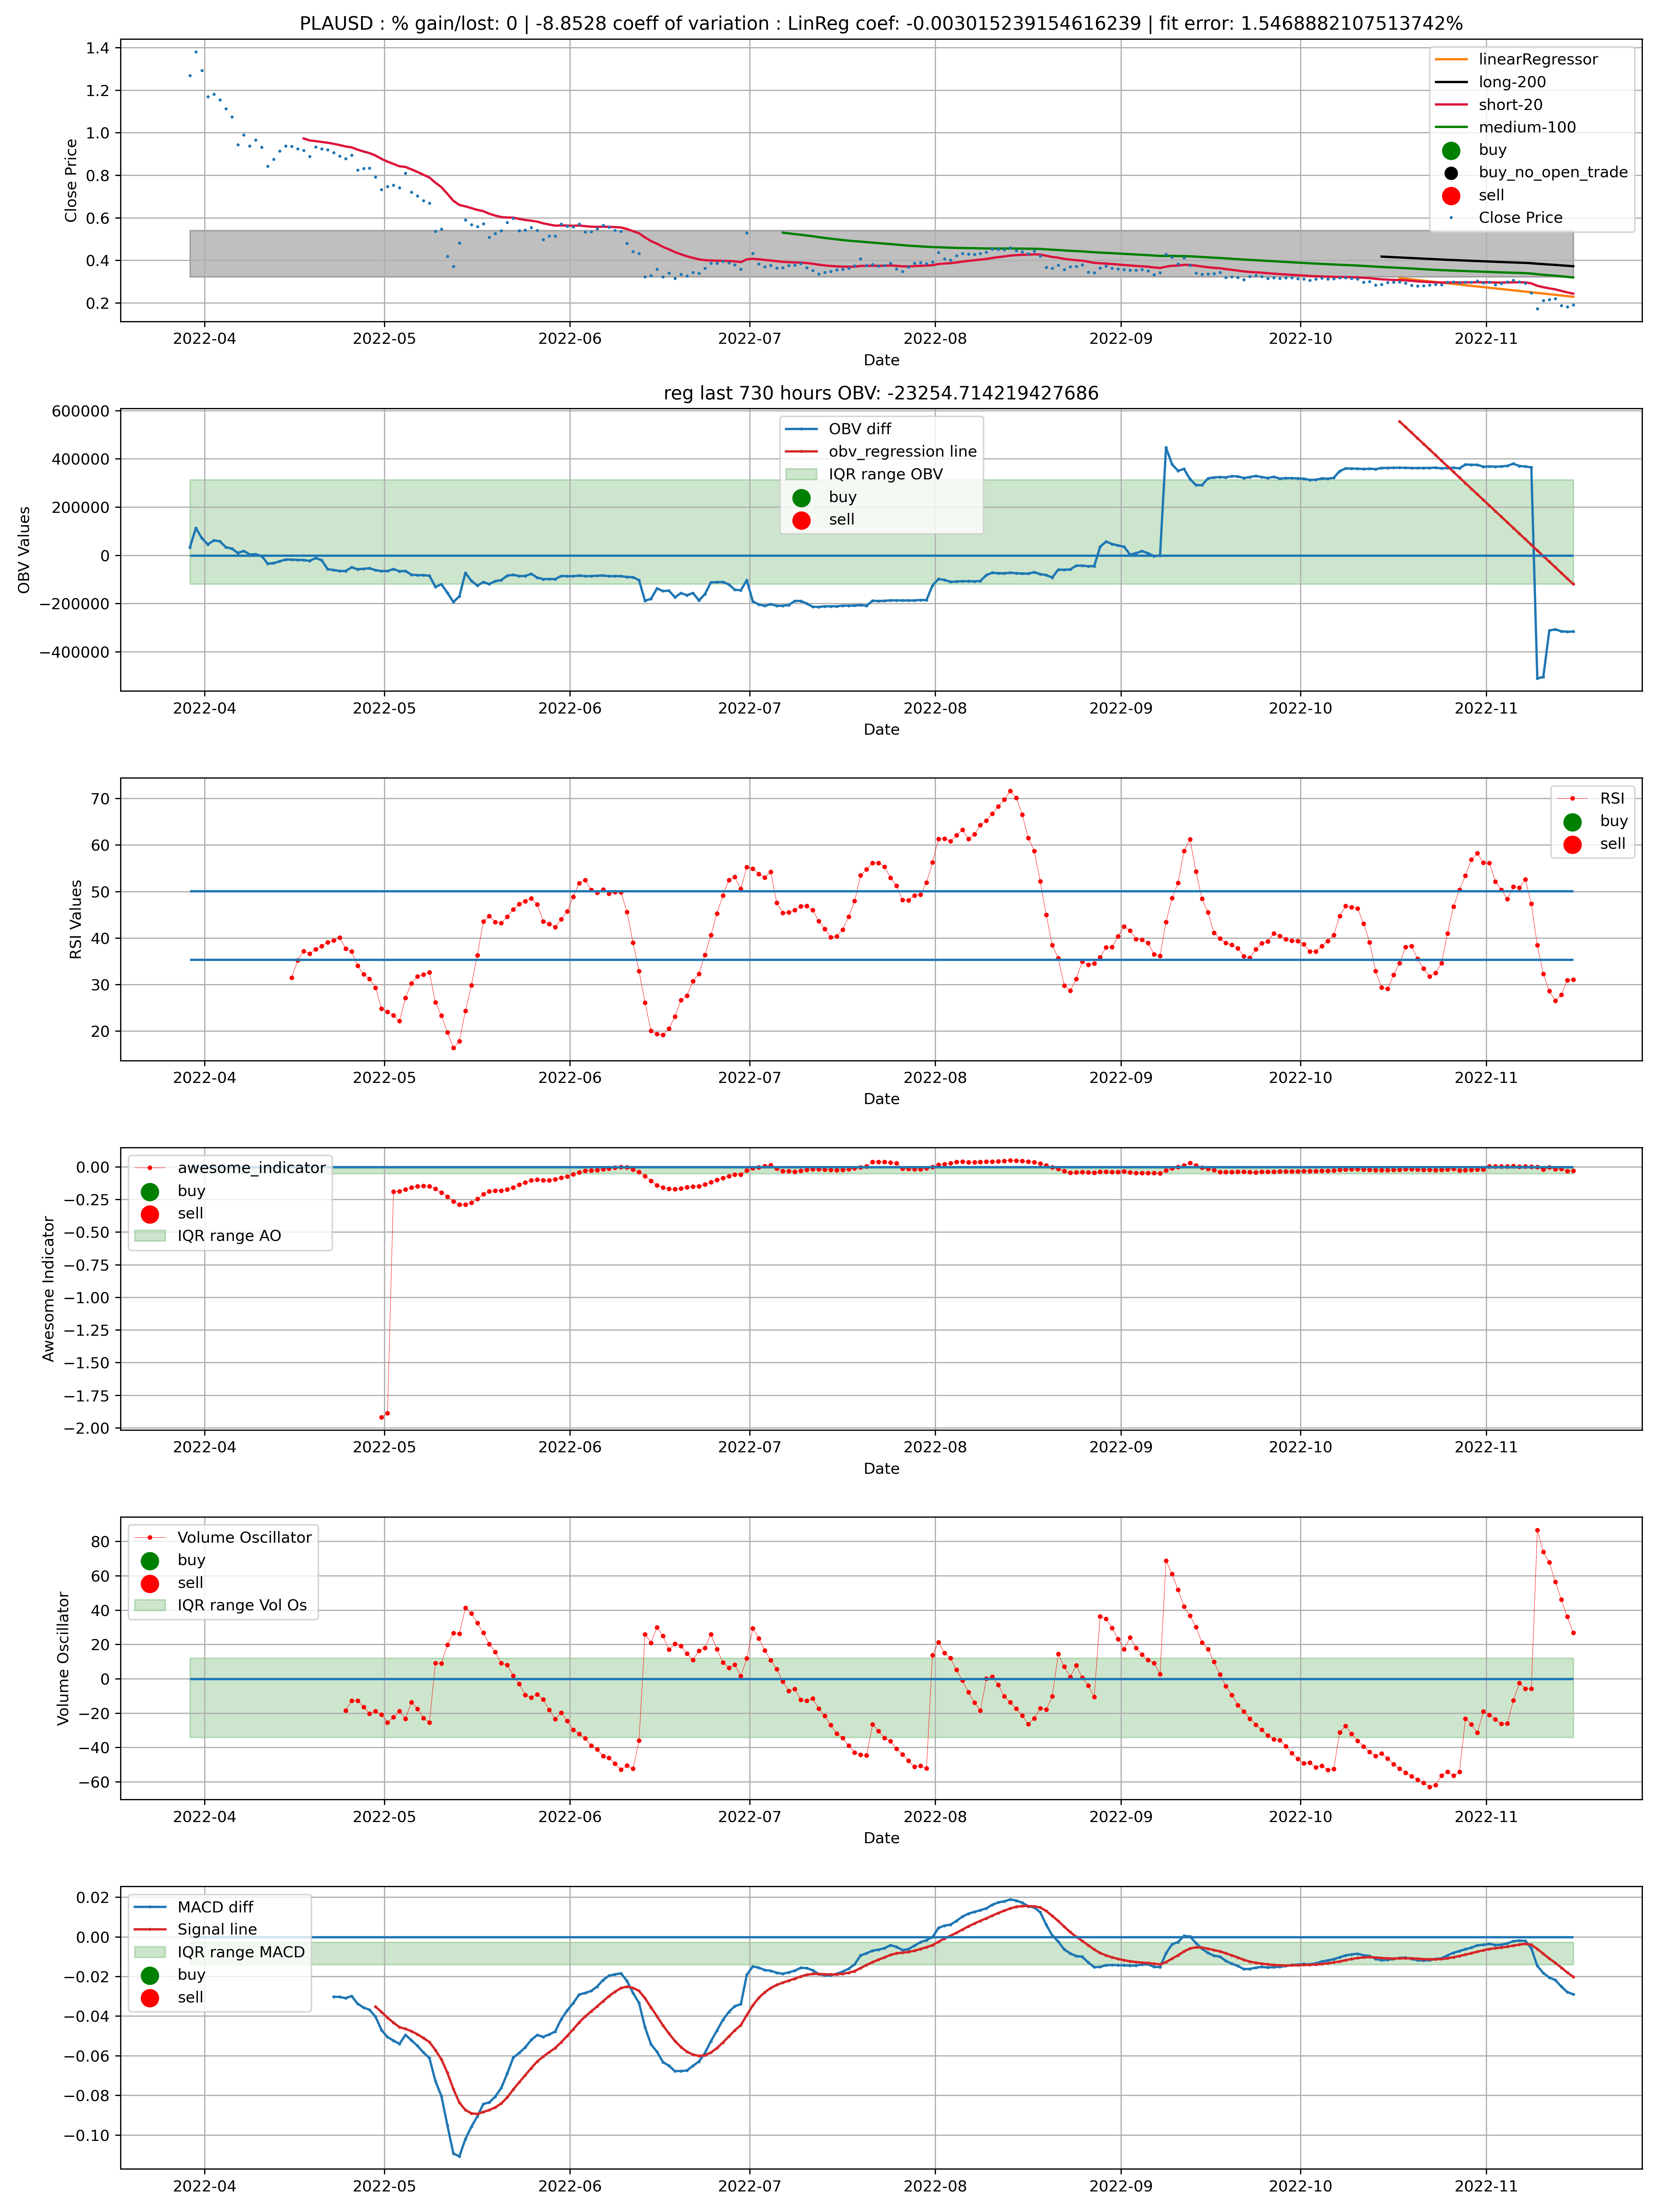 PLAUSD : % gain/lost: 0 | -8.8528 coeff of variation : LinReg coef: -0.003015239154616239 | fit error: 1.5468882107513742%
Close Price
1.4
1.2
1.0
0.8
0.6
0.4
0.2
linearRegressor
long-200
short-20
medium-100
buy
buy_no_open_trade
sell
Close Price
2022-04 2022-05 2022-06 2022-07 2022-08 2022-09 2022-10 2022-11
Date
reg last 730 hours OBV: -23254.714219427686
OBV Values
600000
400000
200000
0
−200000
−400000
OBV diff
obv_regression line
IQR range OBV
buy
sell
2022-04 2022-05 2022-06 2022-07 2022-08 2022-09 2022-10 2022-11
Date
RSI Values
70
60
50
40
30
20
RSI
buy
sell
2022-04 2022-05 2022-06 2022-07 2022-08 2022-09 2022-10 2022-11
Date
Awesome Indicator
0.00
−0.25
−0.50
−0.75
−1.00
−1.25
−1.50
−1.75
−2.00
awesome_indicator
buy
sell
IQR range AO
2022-04 2022-05 2022-06 2022-07 2022-08 2022-09 2022-10 2022-11
Date
Volume Oscillator
80
60
40
20
0
−20
−40
−60
Volume Oscillator
buy
sell
IQR range Vol Os
2022-04 2022-05 2022-06 2022-07 2022-08 2022-09 2022-10 2022-11
Date
0.02
0.00
−0.02
−0.04
−0.06
−0.08
−0.10
MACD diff
Signal line
IQR range MACD
buy
sell
2022-04 2022-05 2022-06 2022-07 2022-08 2022-09 2022-10 2022-11